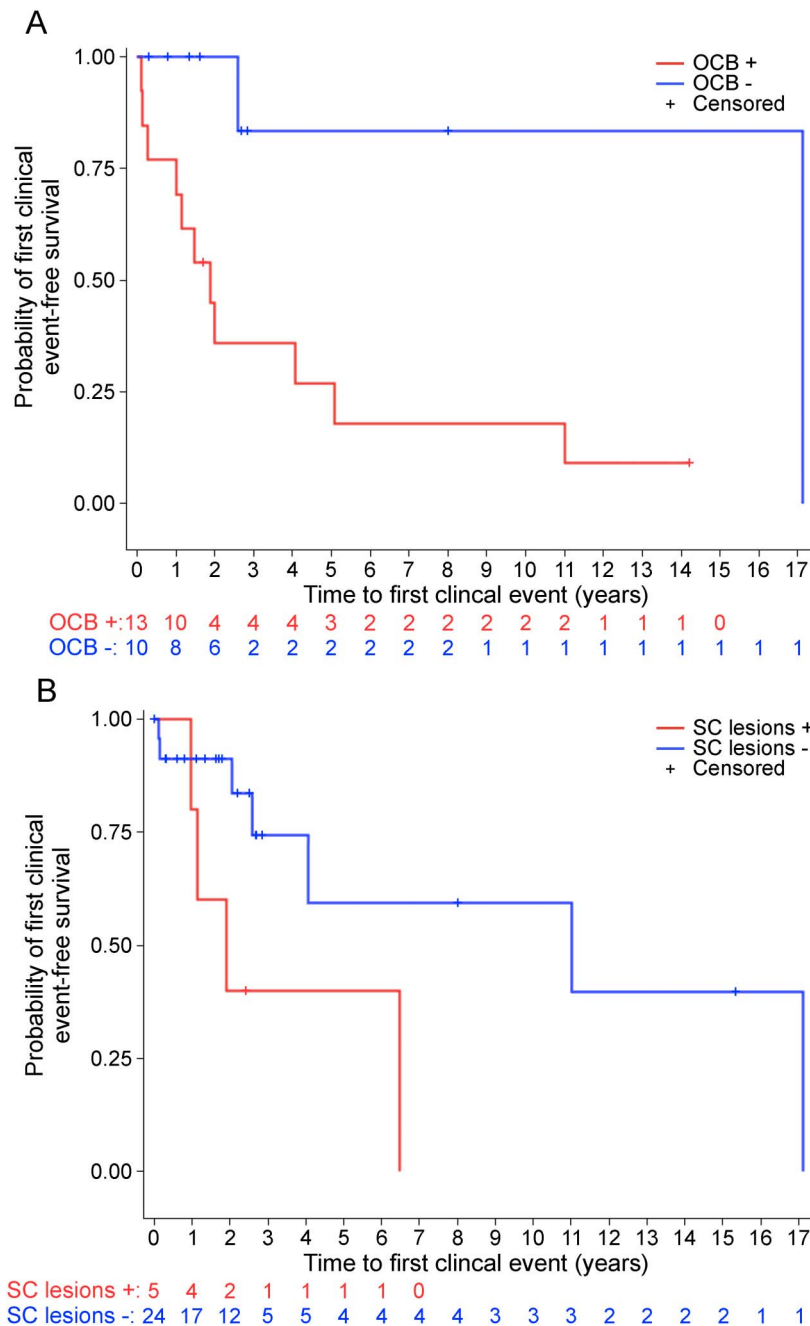 A
Probability of first clinical
event-free survival
1.00
0.75
0.50
0.25
0.00
OCB +
OCB -
+ Censored
0 1 2 3 4 5 6 7 8 9 10 11 12 13 14 15 16 17
Time to first clincal event (years)
OCB +: 13 10 4 4 4 3 2 2 2 2 2 2 1 1 1 0
OCB -: 10 8 6 2 2 2 2 2 2 1 1 1 1 1 1 1 1 1
B
Probability of first clinical
event-free survival
1.00
0.75
0.50
0.25
0.00
SC lesions +
SC lesions -
+ Censored
0 1 2 3 4 5 6 7 8 9 10 11 12 13 14 15 16 17
Time to first clincal event (years)
SC lesions +: 5 4 2 1 1 1 1 0
SC lesions -: 24 17 12 5 5 4 4 4 4 3 3 3 2 2 2 2 1 1